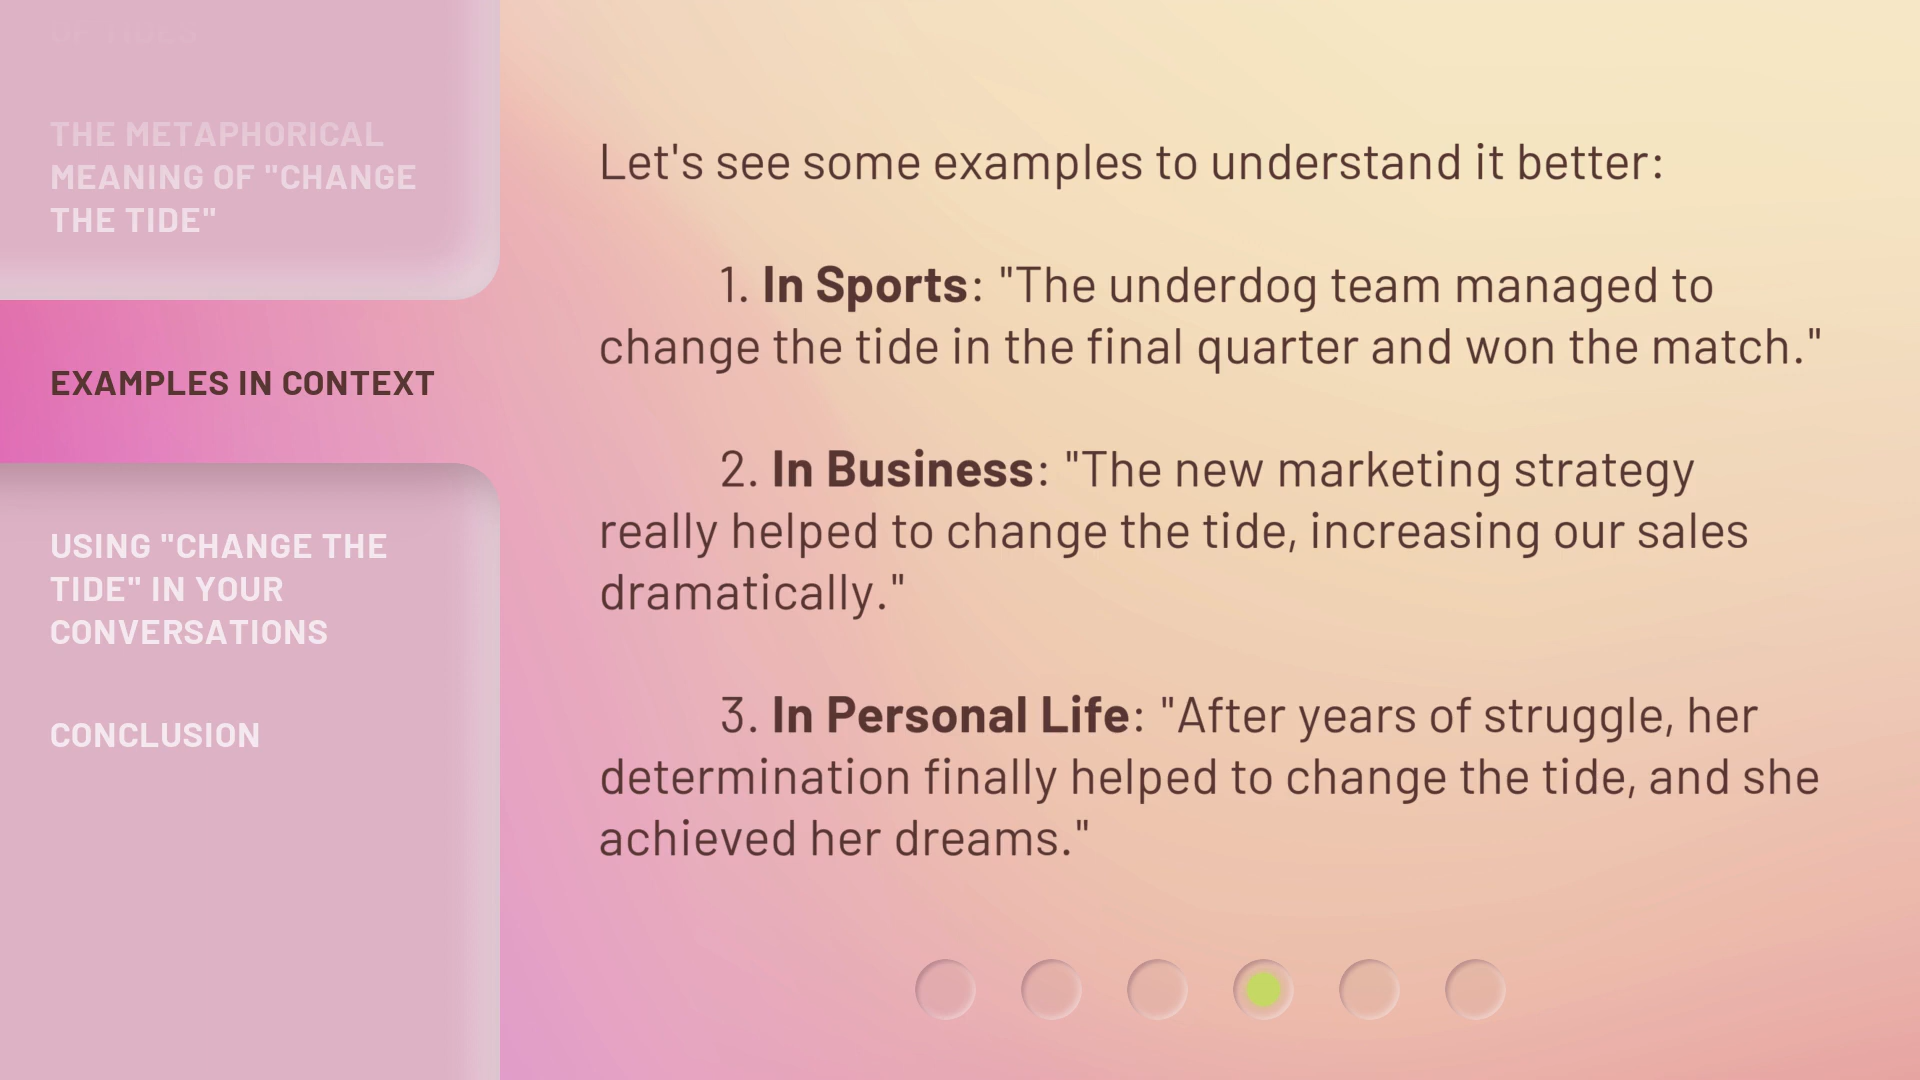 OF TIDES
THE METAPHORICAL
MEANING OF "CHANGE
THE TIDE"
EXAMPLES IN CONTEXT
USING "CHANGE THE
TIDE" IN YOUR
CONVERSATIONS
CONCLUSION
Let's see some examples to understand it better:
1. In Sports: "The underdog team managed to
change the tide in the final quarter and won the match."
2. In Business: "The new marketing strategy
really helped to change the tide, increasing our sales
dramatically."
3. In Personal Life: "After years of struggle, her
determination finally helped to change the tide, and she
achieved her dreams."